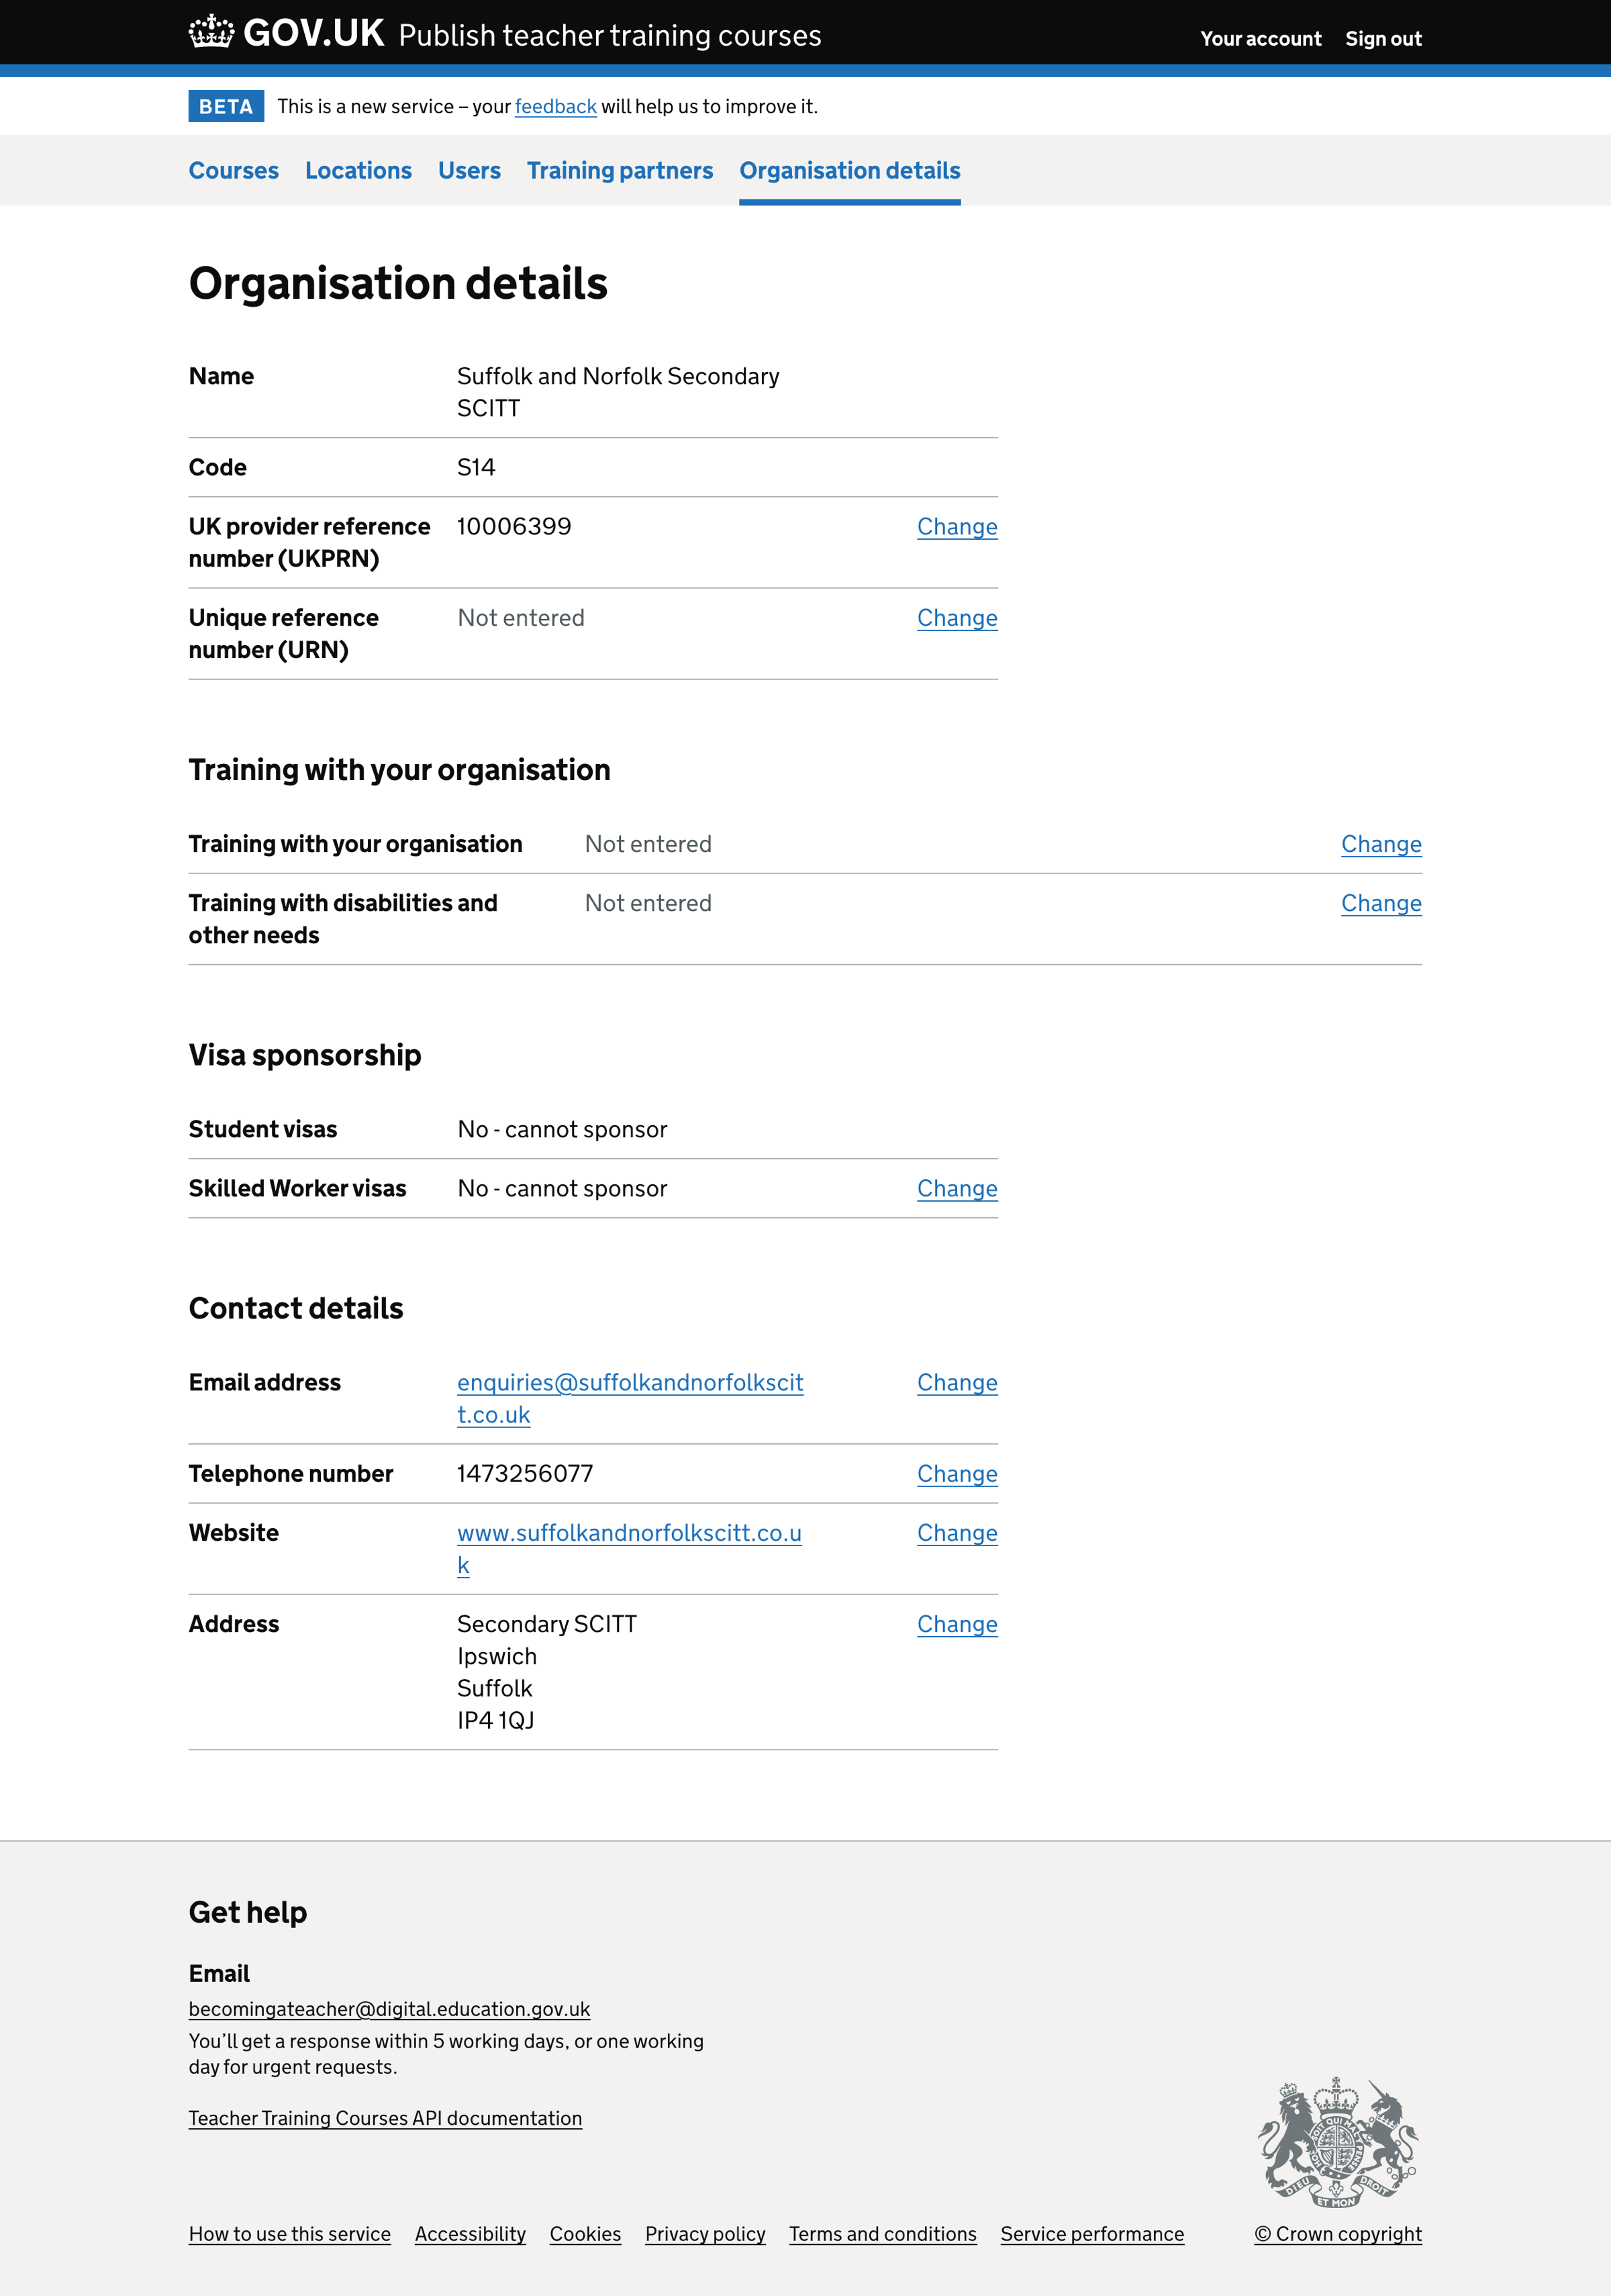 GOV.UK Publish teacher training courses Your account Sign out
BETA This is a new service – your feedback will help us to improve it.
Courses Locations Users Training partners Organisation details
Organisation details
Name Suffolk and Norfolk Secondary
SCITT
Code S14
UK provider reference 10006399 Change
number (UKPRN)
Unique reference Not entered Change
number (URN)
Training with your organisation
Training with your organisation Not entered Change
Training with disabilities and Not entered Change
other needs
Visa sponsorship
Student visas No - cannot sponsor
Skilled Worker visas No - cannot sponsor Change
Contact details
Email address enquiries@suffolkandnorfolkscit Change
t.co.uk
Telephone number 1473256077 Change
Website www.suffolkandnorfolkscitt.co.u Change
k
Address Secondary SCITT Change
Ipswich
Suffolk
IP4 1QJ
Get help
Email
becomingateacher@digital.education.gov.uk
You’ll get a response within 5 working days, or one working
day for urgent requests.
Teacher Training Courses API documentation
DIEU ET MON DROIT
How to use this service Accessibility Cookies Privacy policy Terms and conditions Service performance © Crown copyright